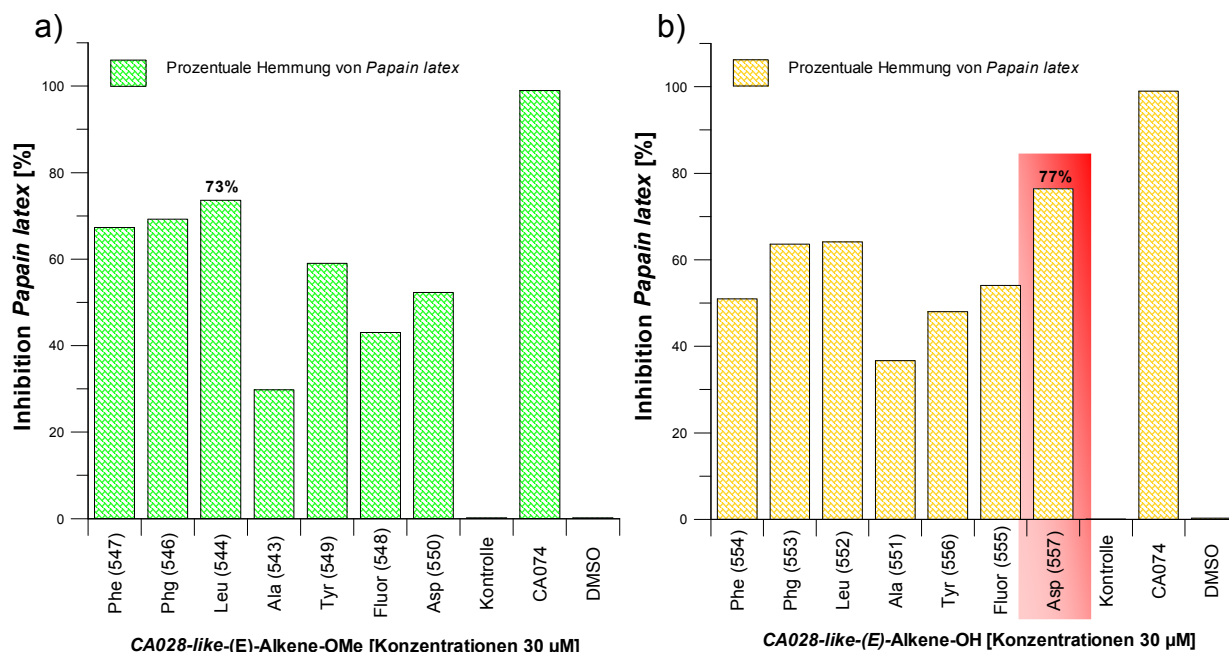 a)
Prozentuale Hemmung von Papain latex
Inhibition Papain latex [%]
100
80
60
40
20
0
73%
Phe (547)
Phg (546)
Leu (544)
Ala (543)
Tyr (549)
Fluor (548)
Asp (550)
Kontrolle
CA074
DMSO
CA028-like-(E)-Alkene-OMe [Konzentrationen 30 µM]
b)
Prozentuale Hemmung von Papain latex
Inhibition Papain latex [%]
100
80
60
40
20
0
77%
Phe (554)
Phg (553)
Leu (552)
Ala (551)
Tyr (556)
Fluor (555)
Asp (557)
Kontrolle
CA074
DMSO
CA028-like-(E)-Alkene-OH [Konzentrationen 30 µM]